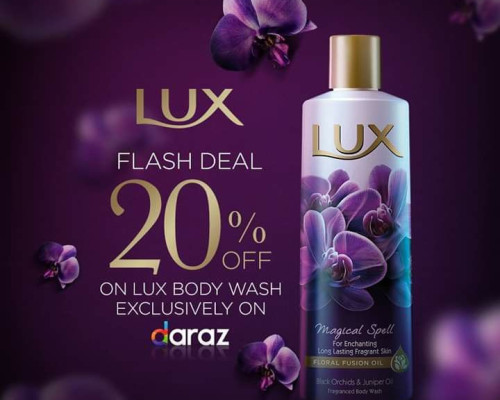 LUX
FLASH DEAL
20% OFF
ON LUX BODY WASH
EXCLUSIVELY ON
daraz
LUX
Magical Spell
For Enchanting
Long Lasting Fragrant Skin
FLORAL FUSION OIL
Black Orchids & Juniper Oil
Fragranced Body Wash